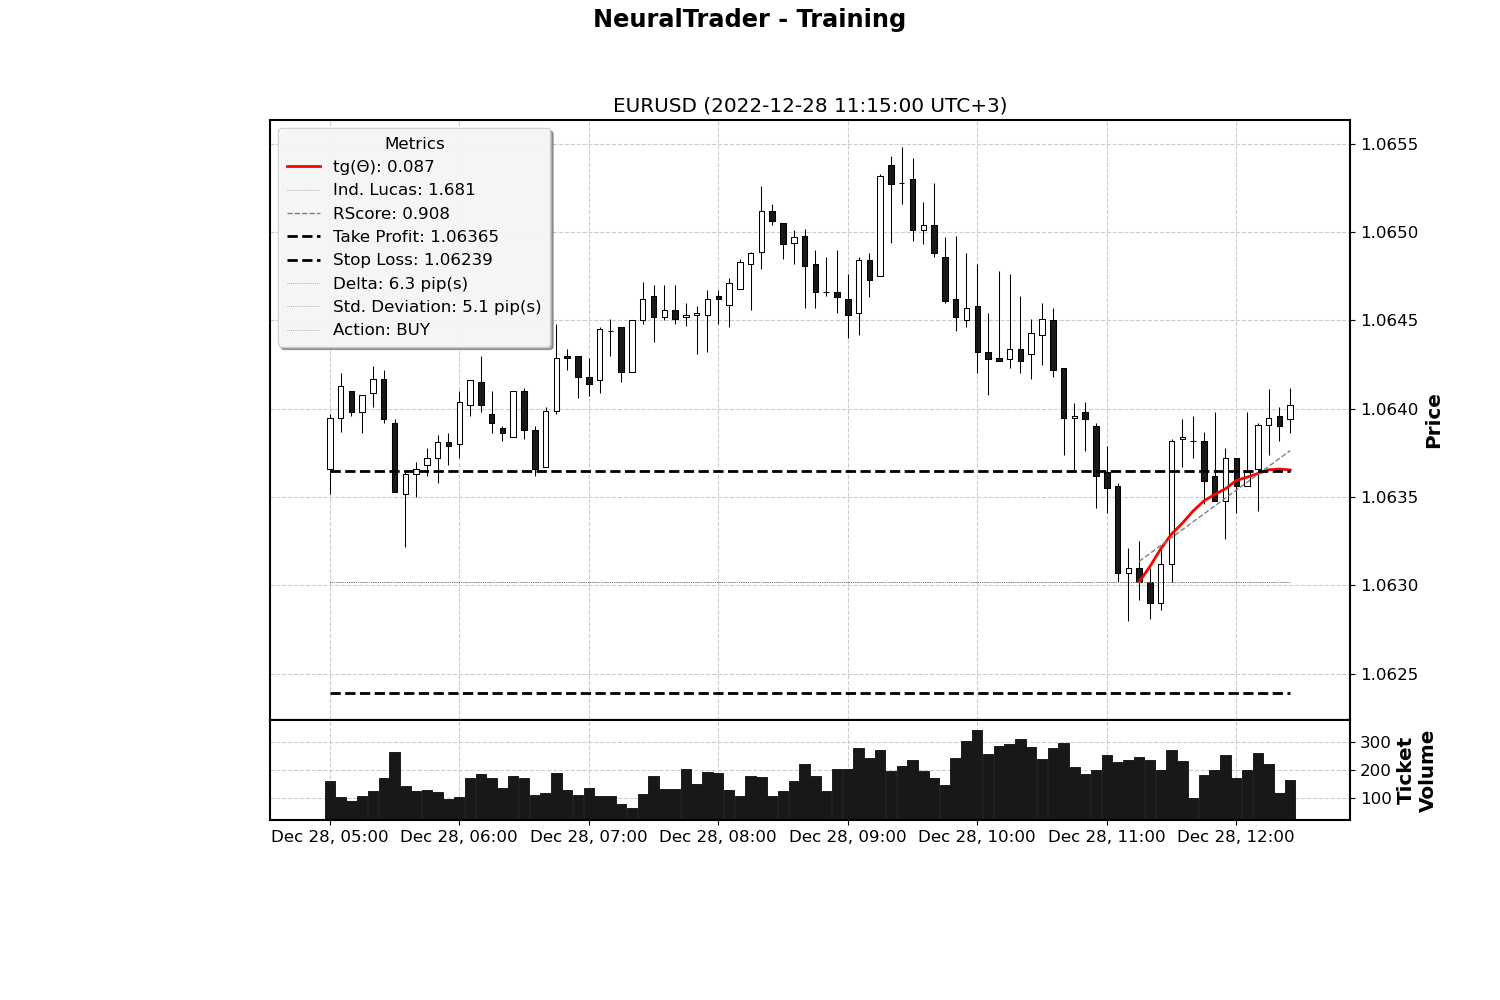 NeuralTrader - Training
EURUSD (2022-12-28 11:15:00 UTC+3)
Metrics
tg(Θ): 0.087
Ind. Lucas: 1.681
RScore: 0.908
Take Profit: 1.06365
Stop Loss: 1.06239
Delta: 6.3 pip(s)
Std. Deviation: 5.1 pip(s)
Action: BUY
1.0655
1.0650
1.0645
1.0640
1.0635
1.0630
1.0625
Price
300
200
100
Ticket
Volume
Dec 28, 05:00 Dec 28, 06:00 Dec 28, 07:00 Dec 28, 08:00 Dec 28, 09:00 Dec 28, 10:00 Dec 28, 11:00 Dec 28, 12:00